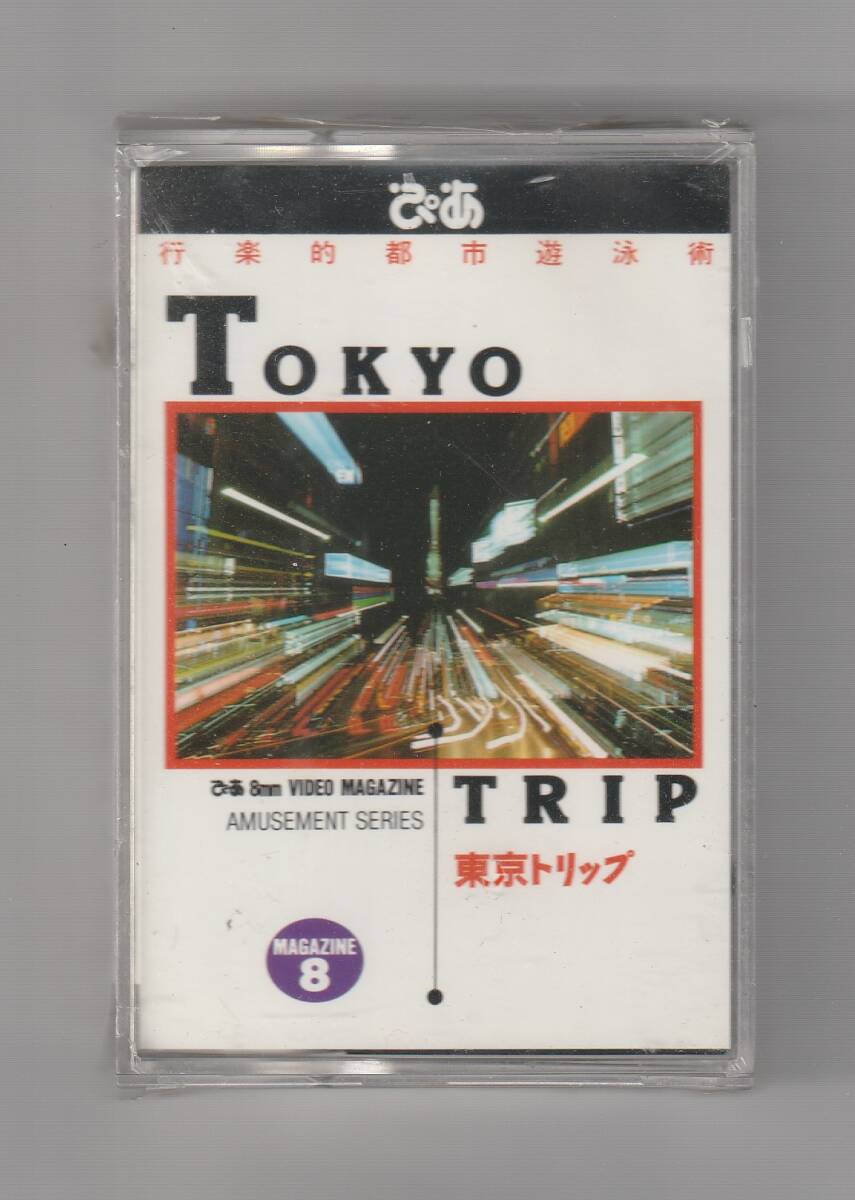 ぴあ
行楽的都市遊泳術
TOKYO
ぴあ 8mm VIDEO MAGAZINE
AMUSEMENT SERIES
TRIP
東京トリップ
MAGAZINE
8